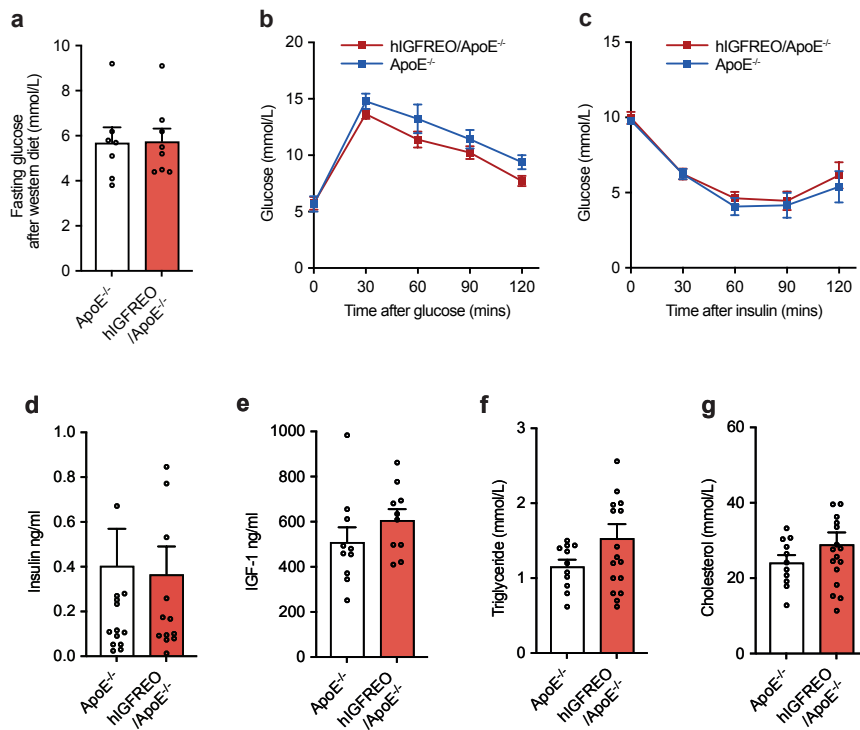 a
Fasting glucose
after western diet (mmol/L)
10
8
6
4
2
0
ApoE-/-
hIGFREO
/ApoE-/-
b
hIGFREO/ApoE-/-
ApoE-/-
Glucose (mmol/L)
20
15
10
5
0
0 30 60 90 120
Time after glucose (mins)
c
hIGFREO/ApoE-/-
ApoE-/-
Glucose (mmol/L)
15
10
5
0
0 30 60 90 120
Time after insulin (mins)
d
Insulin ng/ml
1.0
0.8
0.6
0.4
0.2
0.0
ApoE-/-
hIGFREO
/ApoE-/-
e
IGF-1 ng/ml
1000
800
600
400
200
0
ApoE-/-
hIGFREO
/ApoE-/-
f
Triglyceride (mmol/L)
3
2
1
0
ApoE-/-
hIGFREO
/ApoE-/-
g
Cholesterol (mmol/L)
60
40
20
0
ApoE-/-
hIGFREO
/ApoE-/-